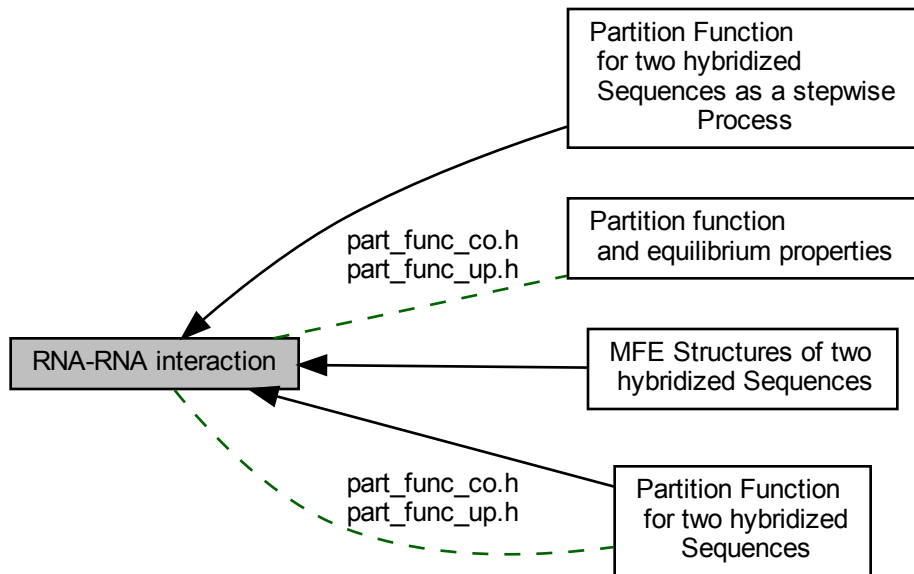 Partition Function
for two hybridized
Sequences as a stepwise
Process
part_func_co.h
part_func_up.h
Partition function
and equilibrium properties
RNA-RNA interaction
MFE Structures of two
hybridized Sequences
part_func_co.h
part_func_up.h
Partition Function
for two hybridized
Sequences